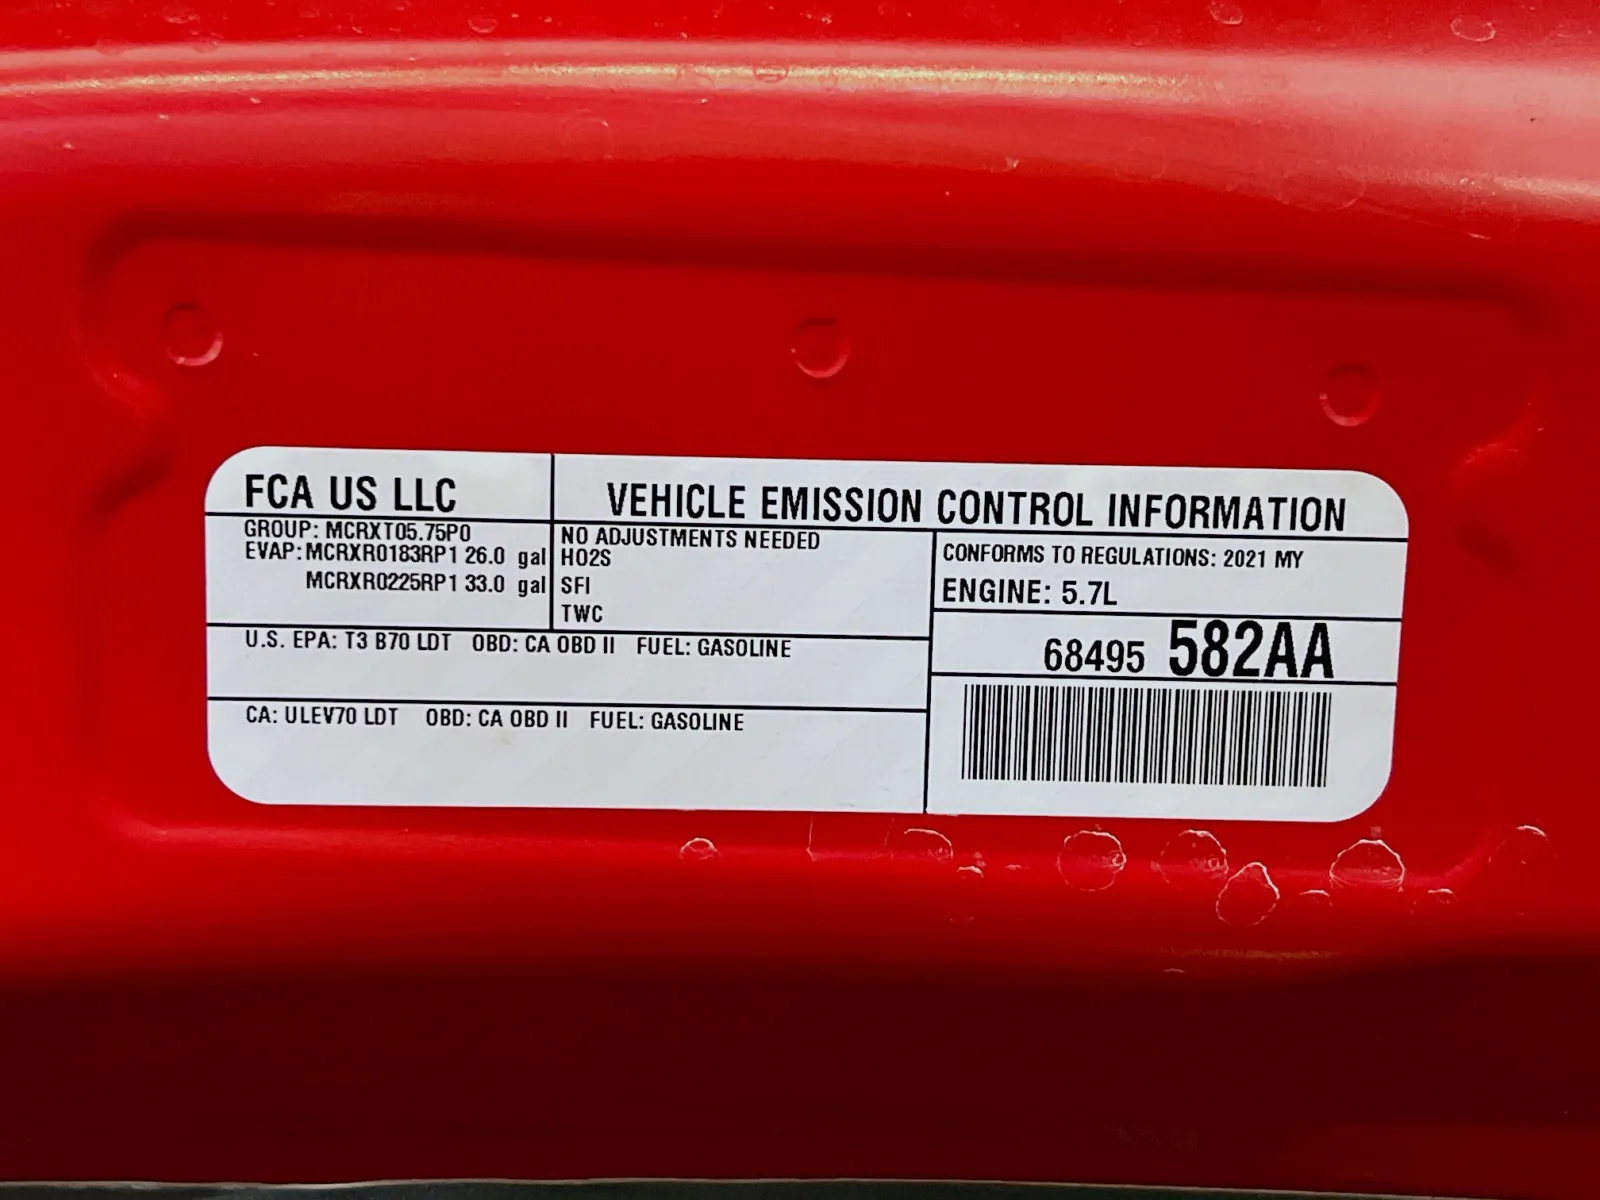 FCA US LLC
VEHICLE EMISSION CONTROL INFORMATION
GROUP: MCRXT05.75P0
EVAP: MCRXR0183RP1 26.0 gal
MCRXR0225RP1 33.0 gal
NO ADJUSTMENTS NEEDED
HO2S
SFI
TWC
CONFORMS TO REGULATIONS: 2021 MY
ENGINE: 5.7L
U.S. EPA: T3 B70 LDT OBD: CA OBD II FUEL: GASOLINE
CA: ULEV70 LDT OBD: CA OBD II FUEL: GASOLINE
68495 582AA